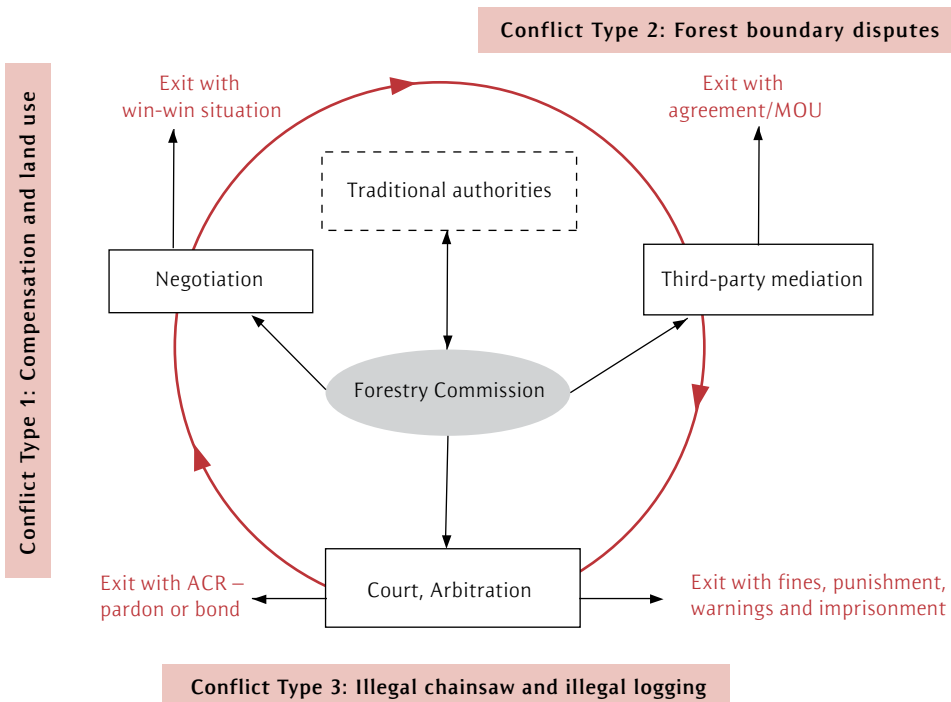 Conflict Type 2: Forest boundary disputes
Conflict Type 1: Compensation and land use
Exit with
win-win situation
Exit with
agreement/MOU
Traditional authorities
Negotiation
Third-party mediation
Forestry Commission
Court, Arbitration
Exit with ACR –
pardon or bond
Exit with fines, punishment,
warnings and imprisonment
Conflict Type 3: Illegal chainsaw and illegal logging